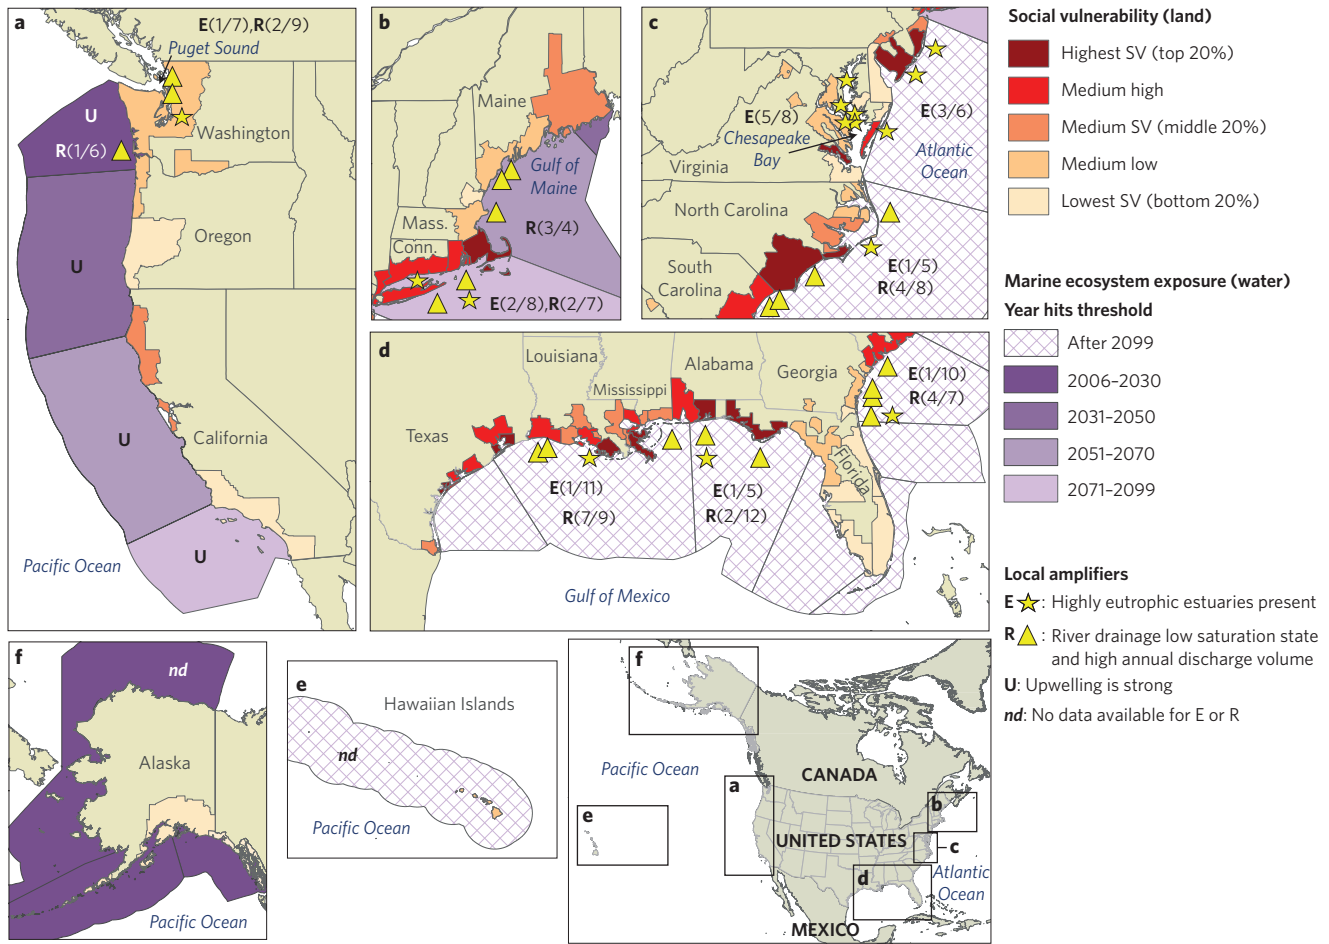 a
E(1/7),R(2/9)
Puget Sound
U
R(1/6)
Washington
Oregon
U
U
California
U
Pacific Ocean
b
Maine
Gulf of
Maine
Mass.
R(3/4)
Conn.
E(2/8),R(2/7)
c
E(5/8)
Chesapeake
Bay
E(3/6)
Atlantic
Ocean
Virginia
North Carolina
South
Carolina
E(1/5)
R(4/8)
d
Louisiana
Alabama
Georgia
Mississippi
Texas
E(1/10)
R(4/7)
Florida
E(1/11)
R(7/9)
E(1/5)
R(2/12)
Gulf of Mexico
f
nd
Alaska
Pacific Ocean
e
Hawaiian Islands
nd
Pacific Ocean
f
Pacific Ocean
CANADA
a
b
e
UNITED STATES
c
d
Atlantic
Ocean
MEXICO
Social vulnerability (land)
Highest SV (top 20%)
Medium high
Medium SV (middle 20%)
Medium low
Lowest SV (bottom 20%)
Marine ecosystem exposure (water)
Year hits threshold
After 2099
2006–2030
2031–2050
2051–2070
2071–2099
Local amplifiers
E : Highly eutrophic estuaries present
R : River drainage low saturation state
and high annual discharge volume
U: Upwelling is strong
nd: No data available for E or R